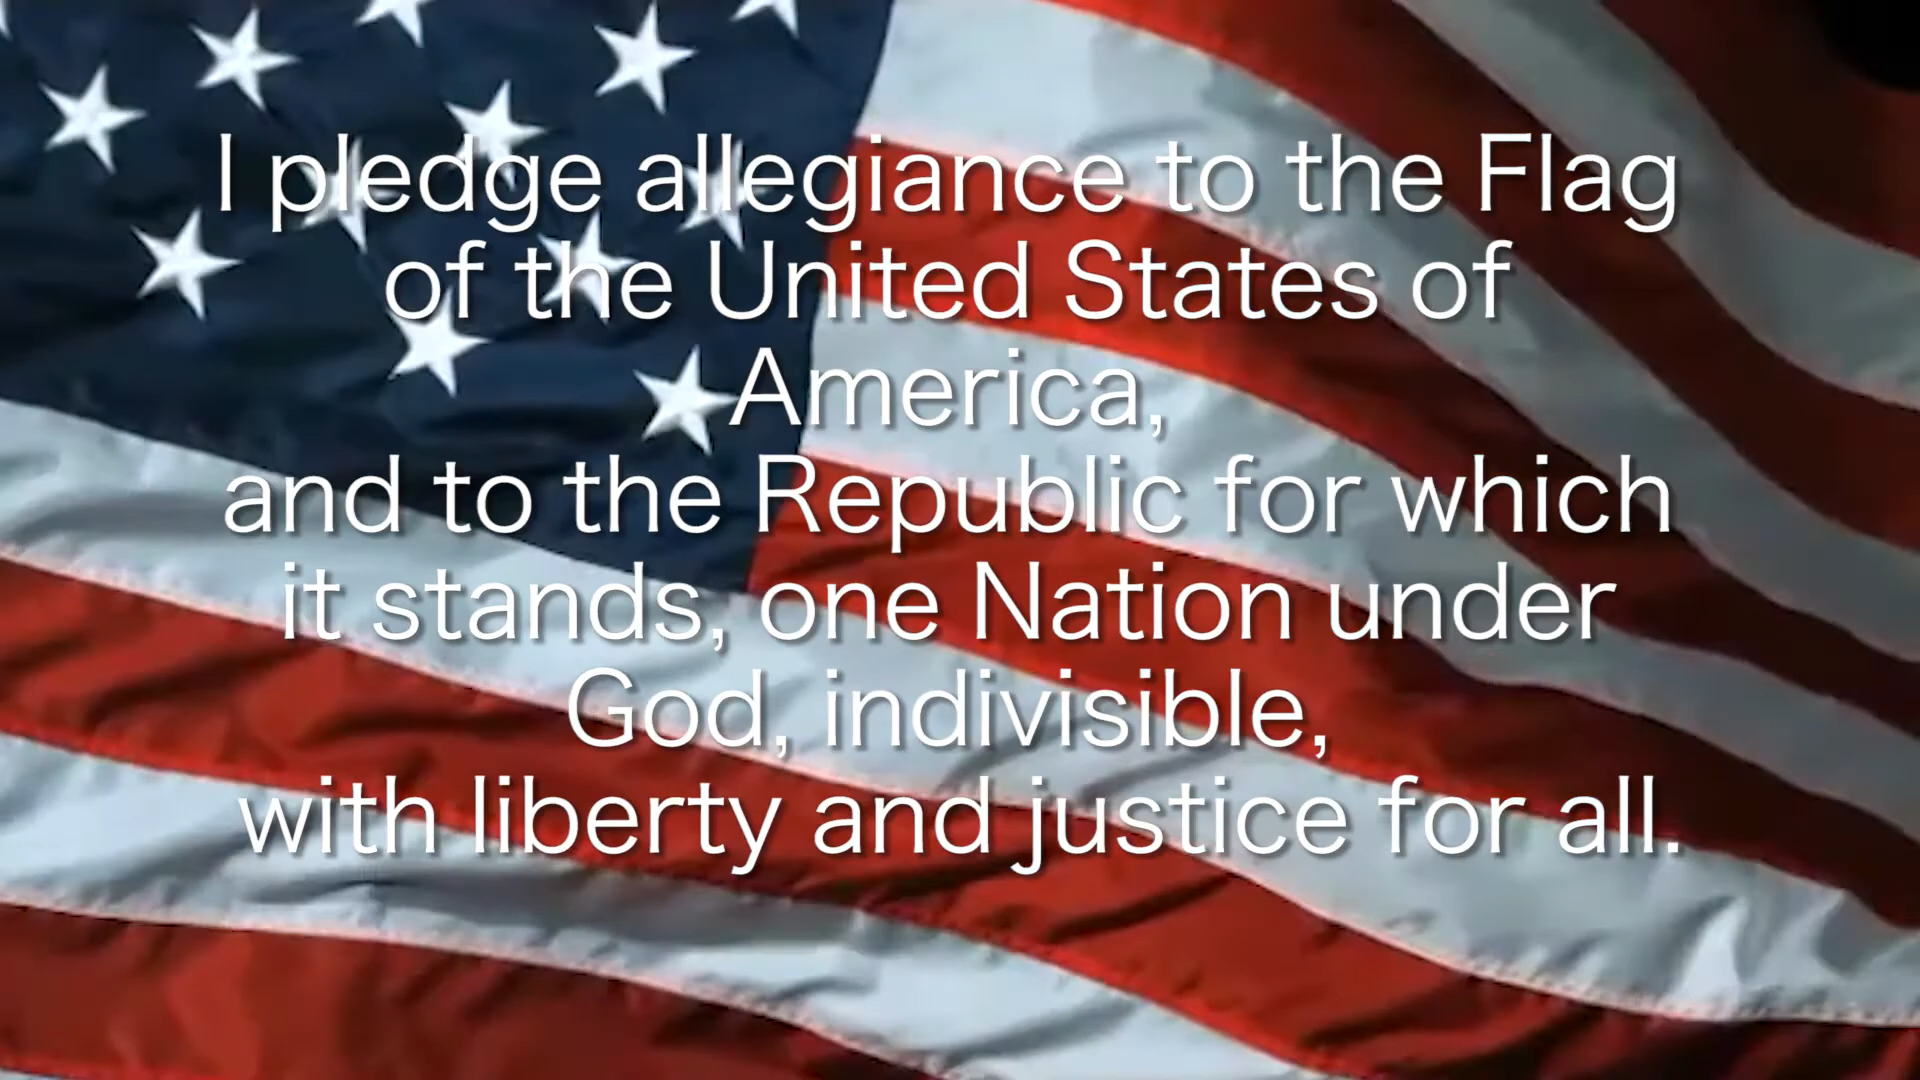 I pledge allegiance to the Flag
of the United States of
America,
and to the Republic for which
it stands, one Nation under
God, indivisible,
with liberty and justice for all.